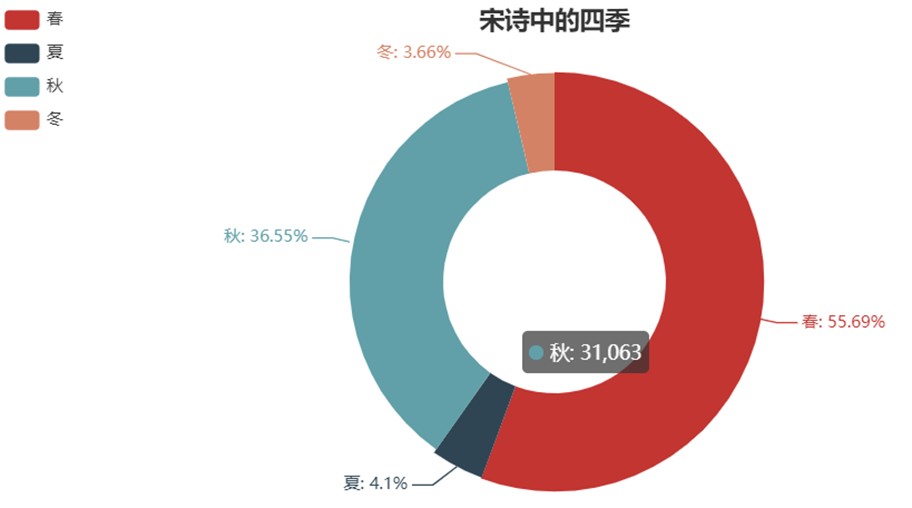 宋诗中的四季
春
夏
秋
冬
冬: 3.66%
秋: 36.55%
春: 55.69%
秋: 31,063
夏: 4.1%